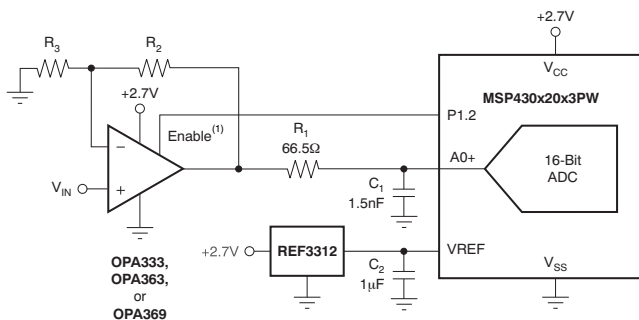 +2.7V
R3
R2
VCC
+2.7V
MSP430x20x3PW
Enable(1)
P1.2
R1
66.5Ω
−
A0+
16-Bit
ADC
VIN
+
C1
1.5nF
+2.7V
REF3312
VREF
OPA333,
OPA363,
or
OPA369
C2
1μF
VSS